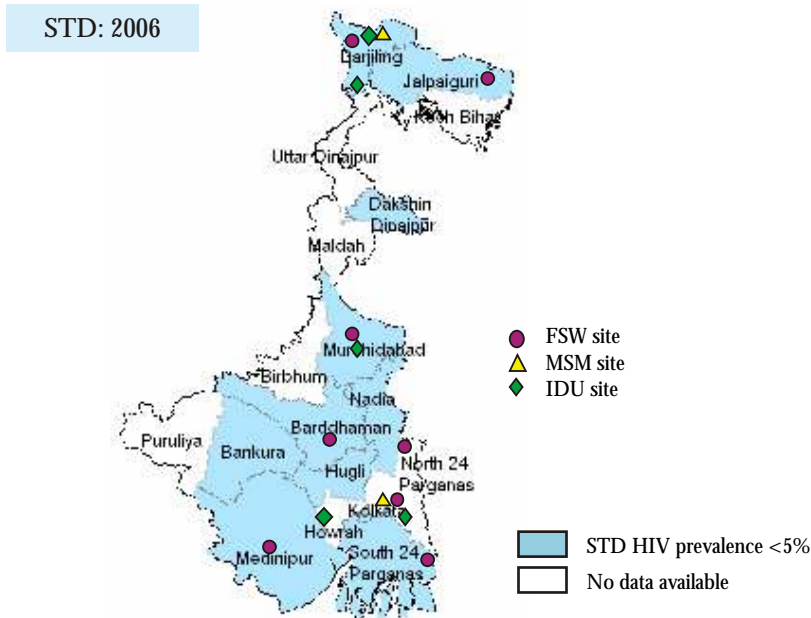 STD: 2006
Darjiling
Jalpaiguri
Koch Bihar
Uttar Dinajpur
Dakshin
Dinajpur
Maldah
FSW site
MSM site
IDU site
Murshidabad
Birbhum
Nadia
Puruliya
Barddhaman
Bankura
Hugli
North 24
Parganas
Kolkata
Howrah
Medinipur
South 24
Parganas
STD HIV prevalence <5%
No data available